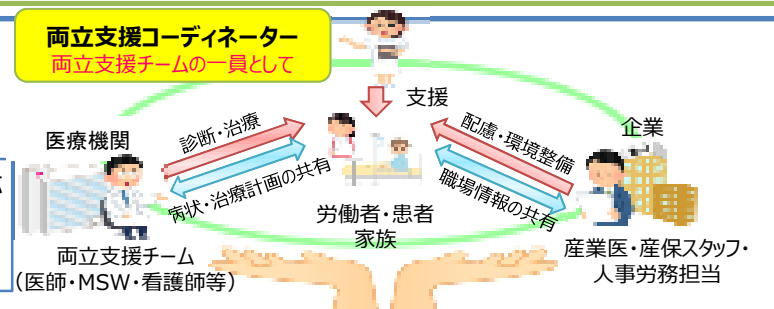 両立支援コーディネーター
両立支援チームの一員として
支援
医療機関
企業
診断・治療
病状・治療計画の共有
配慮・環境整備
職場情報の共有
労働者・患者
家族
両立支援チーム
(医師・MSW・看護師等)
産業医・産保スタッフ・
人事労務担当